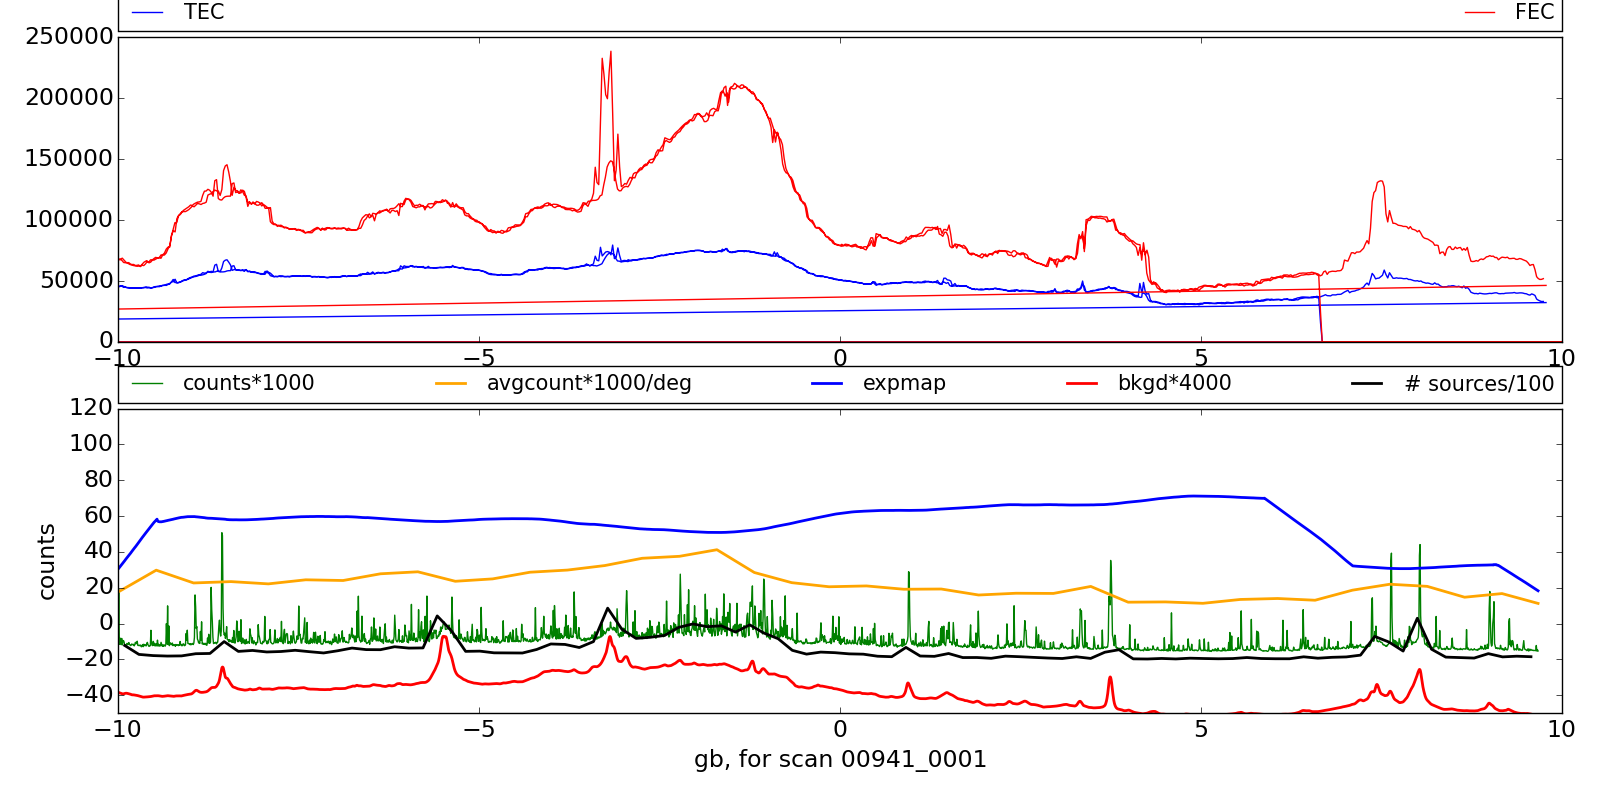 TEC FEC
250000
200000
150000
100000
50000
0
−10 −5 0 5 10
counts*1000 avgcount*1000/deg expmap bkgd*4000 # sources/100
120
100
80
60
40
20
0
−20
−40
counts
−10 −5 0 5 10
gb, for scan 00941_0001